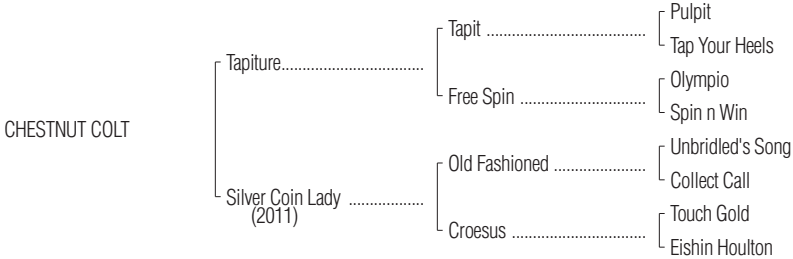 Pulpit
Tapit ......................................
Tap Your Heels
Tapiture..................................
Olympio
Free Spin ..............................
Spin n Win
CHESTNUT COLT
Unbridled's Song
Old Fashioned ......................
Collect Call
Silver Coin Lady ..................
(2011)
Touch Gold
Croesus ................................
Eishin Houlton